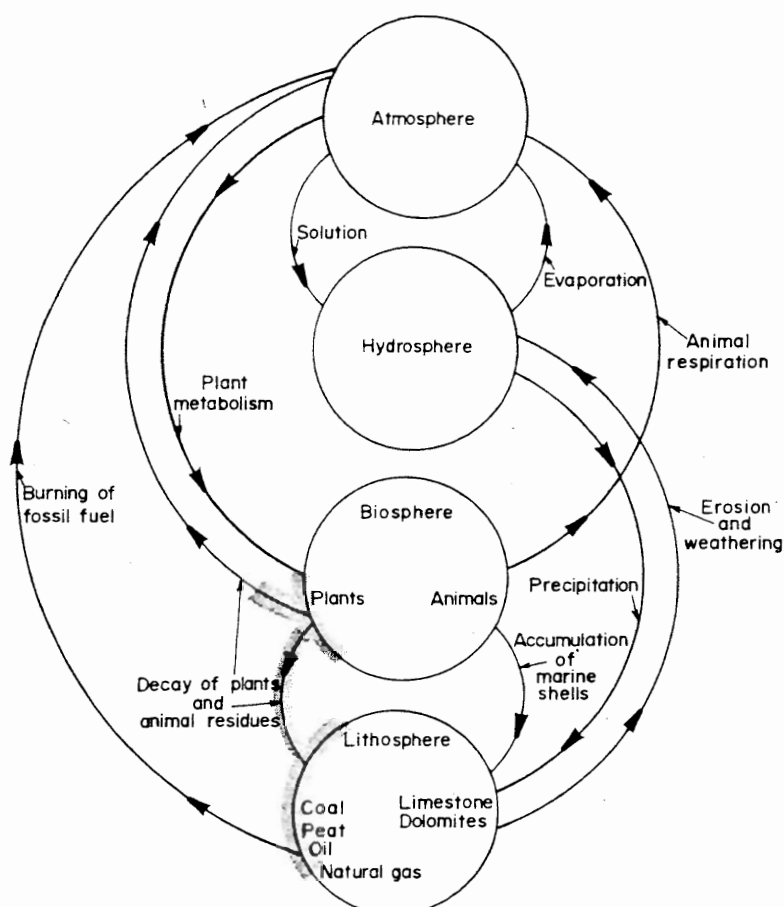 Atmosphere
Solution
Evaporation
Hydrosphere
Animal
respiration
Plant
metabolism
Burning of
fossil fuel
Biosphere
Erosion
and
weathering
Plants
Animals
Precipitation
Accumulation
of
marine
shells
Decay of plants
and
animal residues
Lithosphere
Coal
Peat
Oil
Natural gas
Limestone
Dolomites